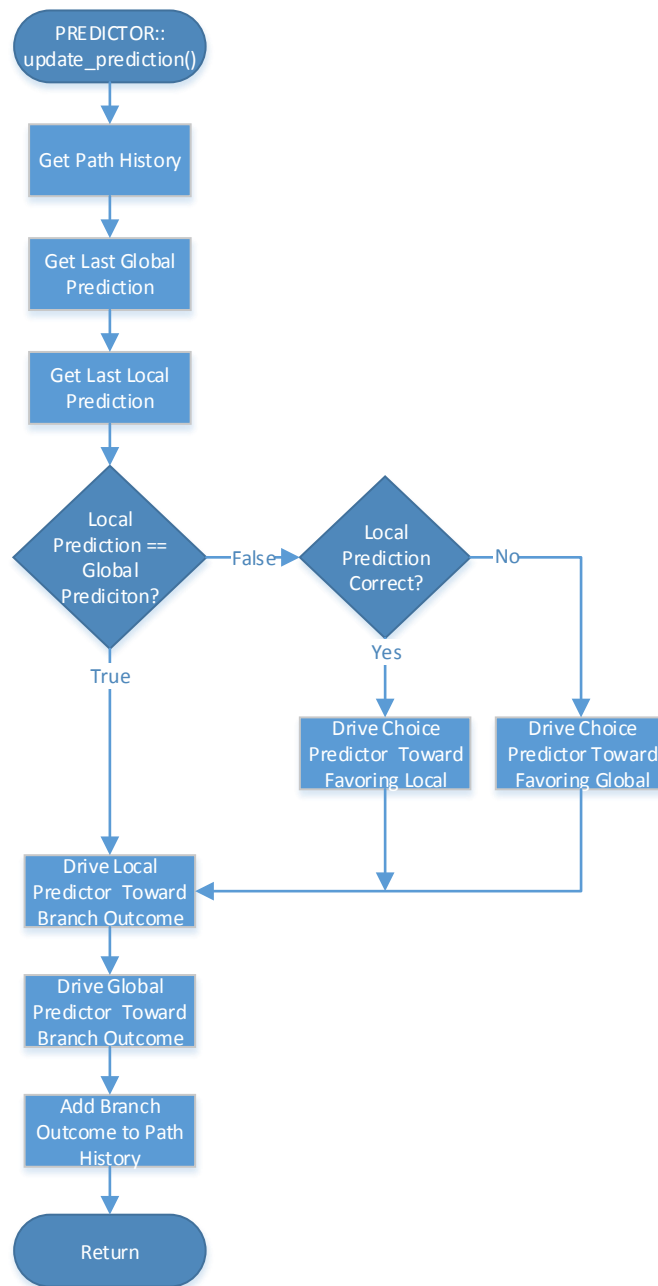 PREDICTOR::
update_prediction()
Get Path History
Get Last Global
Prediction
Get Last Local
Prediction
Local
Prediction ==
Global
Prediciton?
False
Local
Prediction
Correct?
No
Yes
True
Drive Choice
Predictor Toward
Favoring Local
Drive Choice
Predictor Toward
Favoring Global
Drive Local
Predictor Toward
Branch Outcome
Drive Global
Predictor Toward
Branch Outcome
Add Branch
Outcome to Path
History
Return